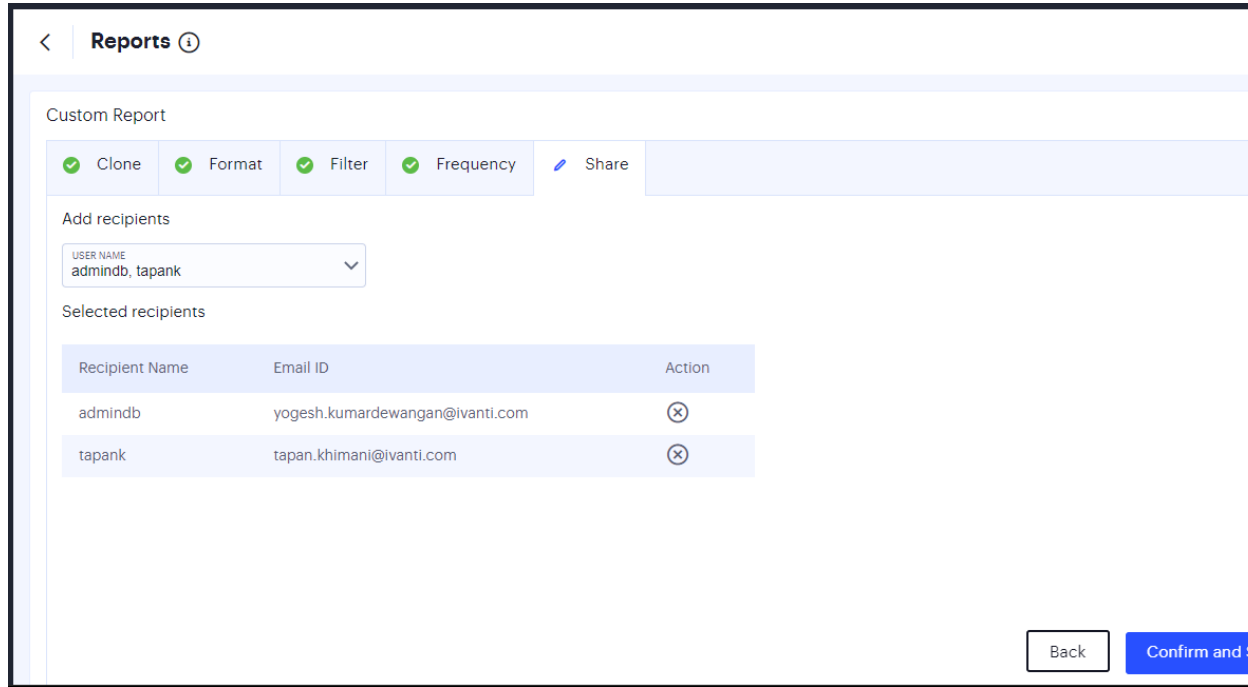 Reports
Custom Report
Clone Format Filter Frequency Share
Add recipients
USER NAME
admindb, tapank
Selected recipients
Recipient Name Email ID Action
admindb yogesh.kumardewangan@ivanti.com
tapank tapan.khimani@ivanti.com
Back Confirm and